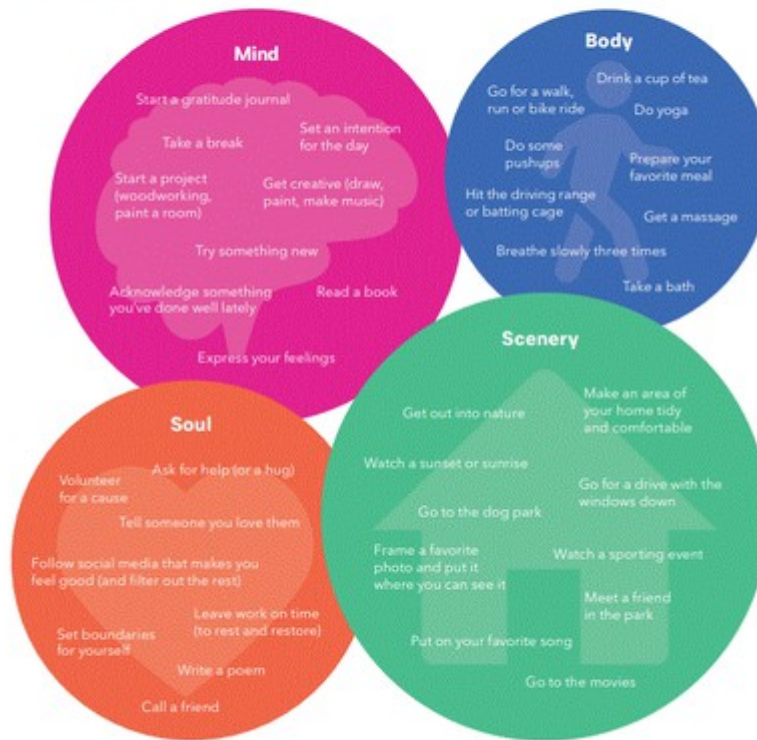 Mind
Start a gratitude journal
Take a break
Set an intention
for the day
Start a project
(woodworking,
paint a room)
Get creative (draw,
paint, make music)
Try something new
Acknowledge something
you've done well lately
Read a book
Express your feelings
Body
Drink a cup of tea
Go for a walk,
run or bike ride
Do yoga
Do some
pushups
Prepare your
favorite meal
Hit the driving range
or batting cage
Get a massage
Breathe slowly three times
Take a bath
Soul
Ask for help (or a hug)
Volunteer
for a cause
Tell someone you love them
Follow social media that makes you
feel good (and filter out the rest)
Leave work on time
(to rest and restore)
Set boundaries
for yourself
Write a poem
Call a friend
Scenery
Make an area of
your home tidy
and comfortable
Get out into nature
Watch a sunset or sunrise
Go for a drive with the
windows down
Go to the dog park
Frame a favorite
photo and put it
where you can see it
Watch a sporting event
Meet a friend
in the park
Put on your favorite song
Go to the movies